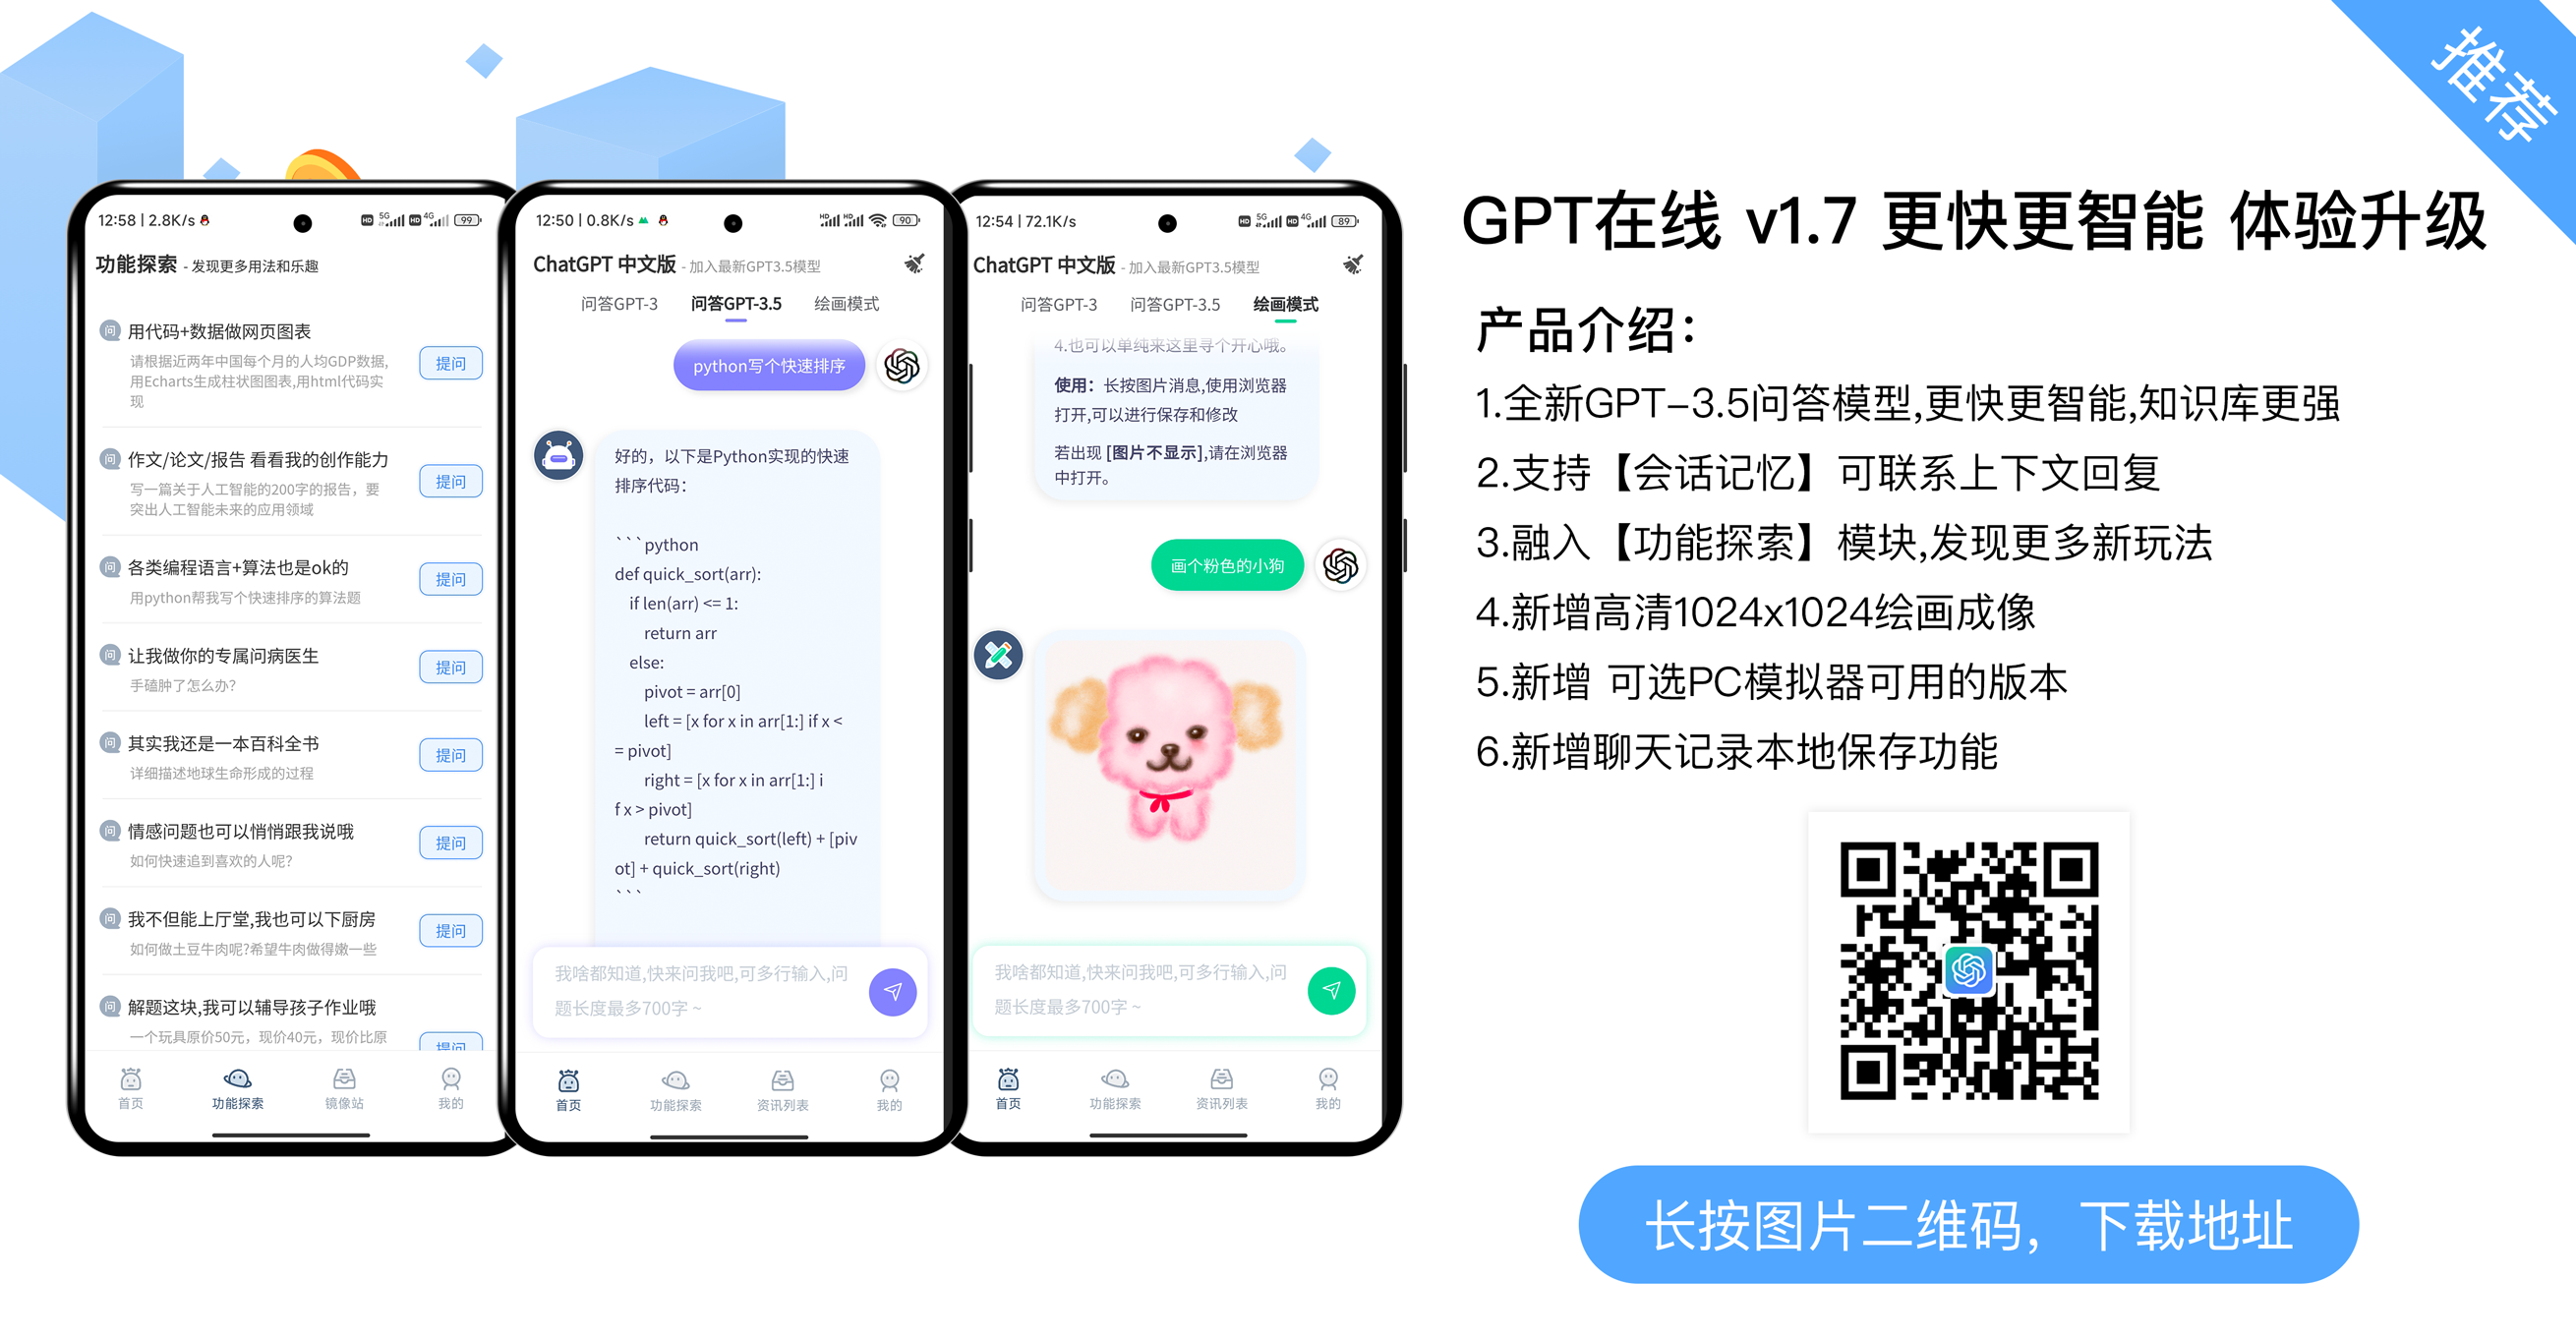 推荐
GPT在线 v1.7 更快更智能 体验升级
产品介绍：
1.全新GPT-3.5问答模型,更快更智能,知识库更强
2.支持【会话记忆】可联系上下文回复
3.融入【功能探索】模块,发现更多新玩法
4.新增高清1024x1024绘画成像
5.新增 可选PC模拟器可用的版本
6.新增聊天记录本地保存功能
长按图片二维码，下载地址
12:58 | 2.8K/s
HD 5G HD 4G 99
功能探索 - 发现更多用法和乐趣
问 用代码+数据做网页图表
请根据近两年中国每个月的人均GDP数据,
用Echarts生成柱状图图表,用html代码实
现
提问
问 作文/论文/报告 看看我的创作能力
写一篇关于人工智能的200字的报告，要
突出人工智能未来的应用领域
提问
问 各类编程语言+算法也是ok的
用python帮我写个快速排序的算法题
提问
问 让我做你的专属问病医生
手磕肿了怎么办?
提问
问 其实我还是一本百科全书
详细描述地球生命形成的过程
提问
问 情感问题也可以悄悄跟我说哦
如何快速追到喜欢的人呢?
提问
问 我不但能上厅堂,我也可以下厨房
如何做土豆牛肉呢?希望牛肉做得嫩一些
提问
问 解题这块,我可以辅导孩子作业哦
一个玩具原价50元，现价40元，现价比原
提问
首页 功能探索 镜像站 我的
12:50 | 0.8K/s
HD HD 90
ChatGPT 中文版 - 加入最新GPT3.5模型
问答GPT-3 问答GPT-3.5 绘画模式
python写个快速排序
好的，以下是Python实现的快速
排序代码：
```python
def quick_sort(arr):
if len(arr) <= 1:
return arr
else:
pivot = arr[0]
left = [x for x in arr[1:] if x <
= pivot]
right = [x for x in arr[1:] i
f x > pivot]
return quick_sort(left) + [piv
ot] + quick_sort(right)
```
我啥都知道,快来问我吧,可多行输入,问
题长度最多700字 ~
首页 功能探索 资讯列表 我的
12:54 | 72.1K/s
HD 5G HD 4G 89
ChatGPT 中文版 - 加入最新GPT3.5模型
问答GPT-3 问答GPT-3.5 绘画模式
4.也可以单纯来这里寻个开心哦。
使用：长按图片消息,使用浏览器
打开,可以进行保存和修改
若出现 [图片不显示],请在浏览器
中打开。
画个粉色的小狗
我啥都知道,快来问我吧,可多行输入,问
题长度最多700字 ~
首页 功能探索 资讯列表 我的